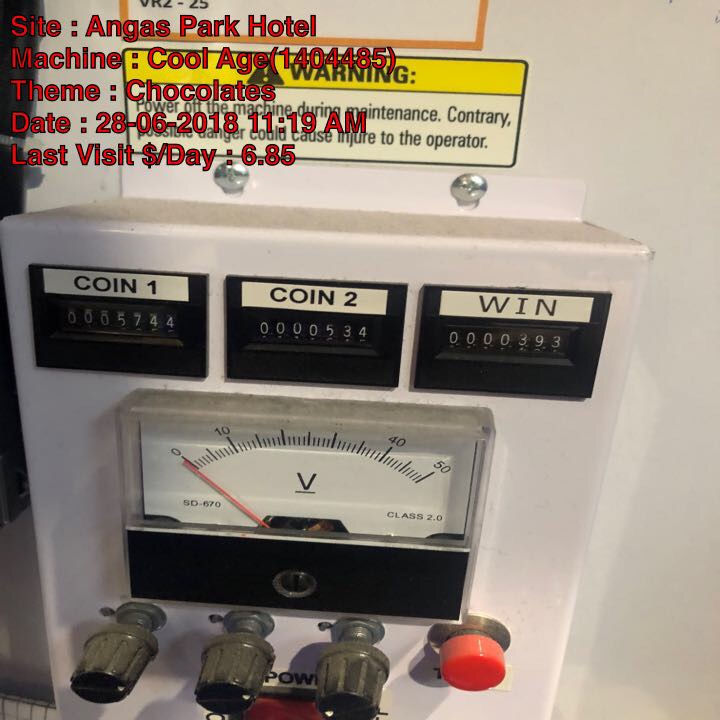 VR2 - 25
Site : Angas Park Hotel
Machine : Cool Age(1404485)
WARNING:
Theme : Chocolates
Power off the machine during maintenance. Contrary,
Date : 28-06-2018 11:19 AM
possible danger could cause injure to the operator.
Last Visit $/Day : 6.85
COIN 1
0005744
COIN 2
0000534
WIN
0000393
0 10 40 50
V
SD-670
CLASS 2.0